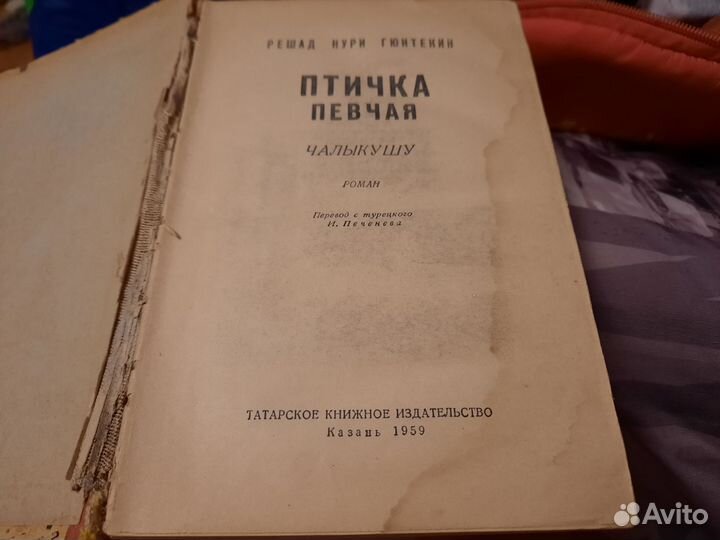 РЕШАД НУРИ ГЮНТЕКИН
ПТИЧКА
ПЕВЧАЯ
ЧАЛЫКУШУ
РОМАН
Перевод с турецкого
И. Печенева
ТАТАРСКОЕ КНИЖНОЕ ИЗДАТЕЛЬСТВО
Казань 1959
Avito